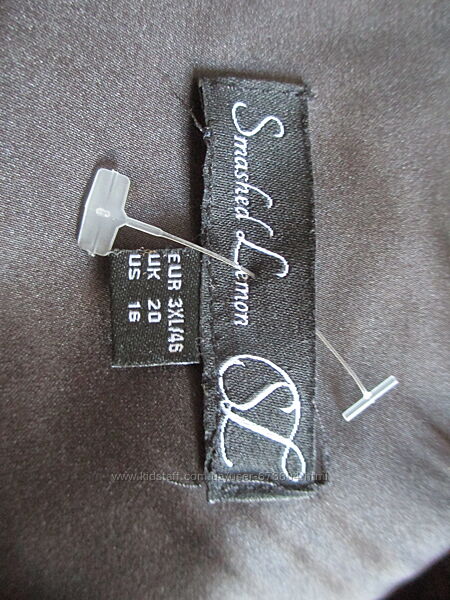 Smashed Lemon
SL
EUR 3XL/46
UK 20
US 16